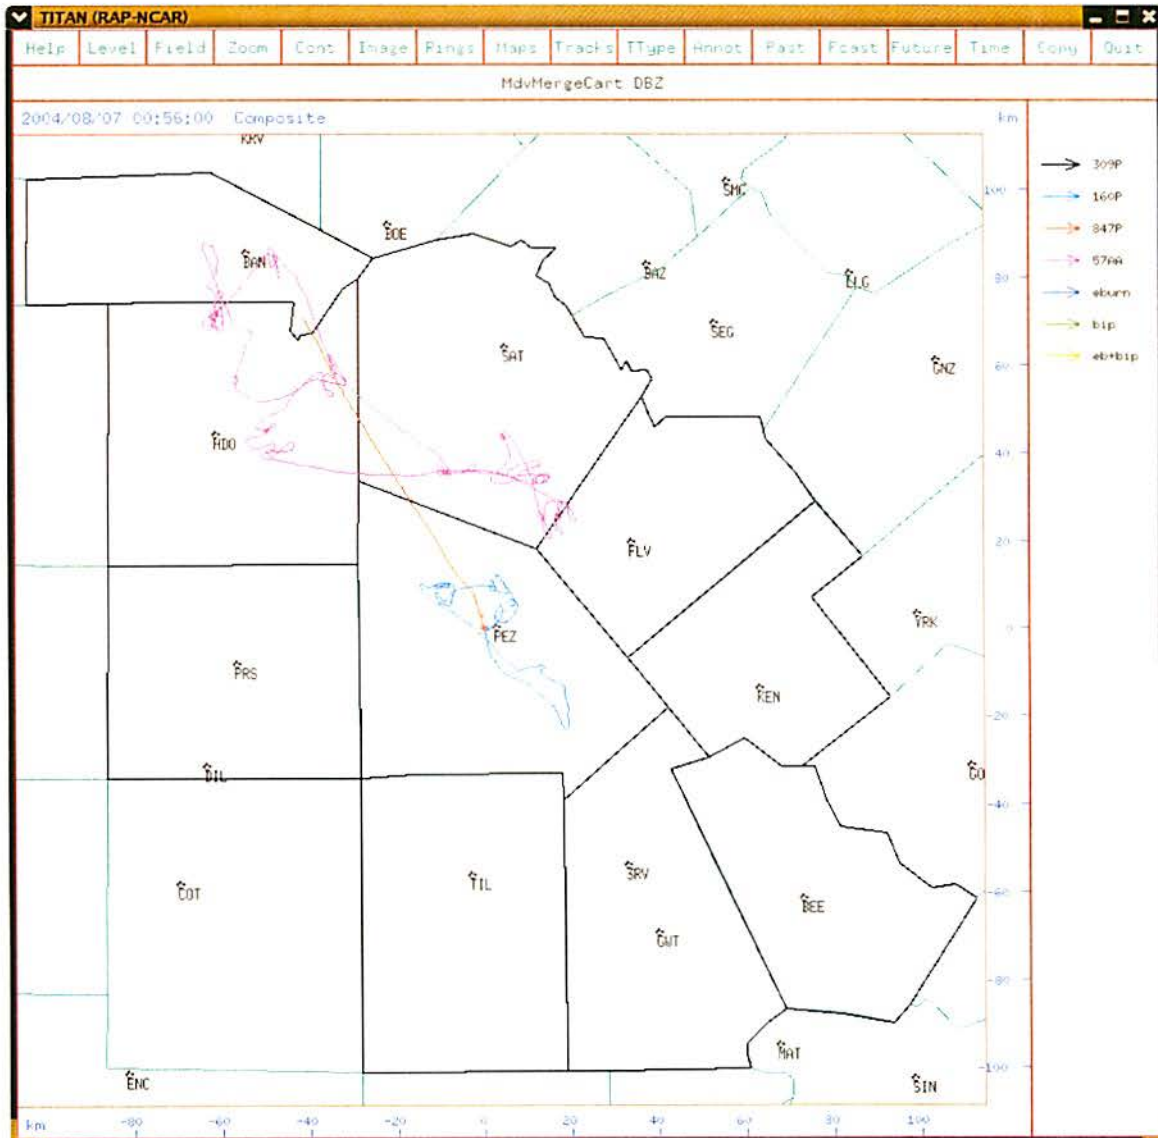 TITAN (RAP-NCAR)
Help Level Field Zoom Cent Image Rings Maps Tracks TType Annot Past Fcast Future Time Copy Quit
MdvMergeCart DBZ
2004/08/07 00:56:00 Composite km
KRV
SMC
100
309P
160P
BOE
847P
BAN
BAZ
BLG
80
57AA
eburn
SEG
bip
SAT
GNZ
60
eb+bip
HDO
40
FLV
20
PEZ
YRK
0
PRS
KEN
-20
DIL
GO
-40
COT
TIL
SRV
BEE
-60
GWT
-80
MAT
ENC
SIN
-100
km -80 -60 -40 -20 0 20 40 60 80 100